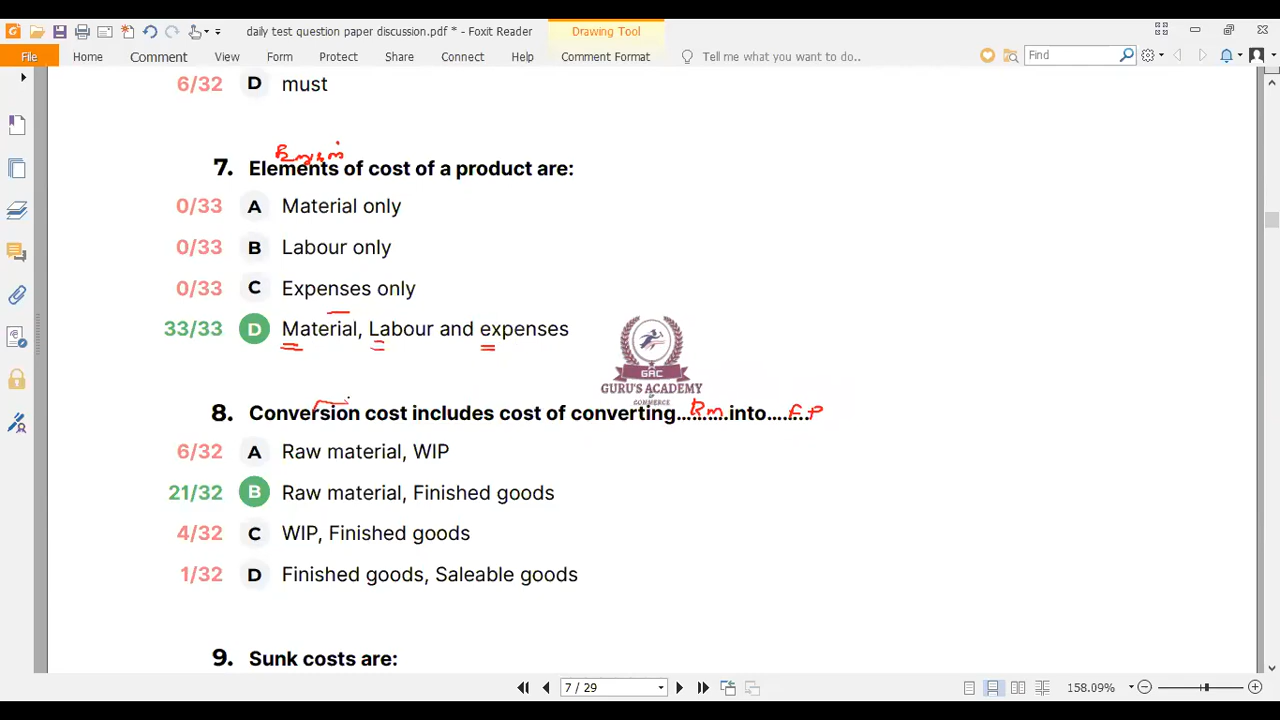 daily test question paper discussion.pdf * - Foxit Reader
Drawing Tool
File Home Comment View Form Protect Share Connect Help Comment Format Tell me what you want to do.. Find
6/32 D must
7. Elements of cost of a product are:
0/33 A Material only
0/33 B Labour only
0/33 C Expenses only
33/33 D Material, Labour and expenses
GAC
GURU'S ACADEMY
OF
COMMERCE
8. Conversion cost includes cost of converting..........into........
Rm F P
6/32 A Raw material, WIP
21/32 B Raw material, Finished goods
4/32 C WIP, Finished goods
1/32 D Finished goods, Saleable goods
9. Sunk costs are:
7 / 29
158.09%